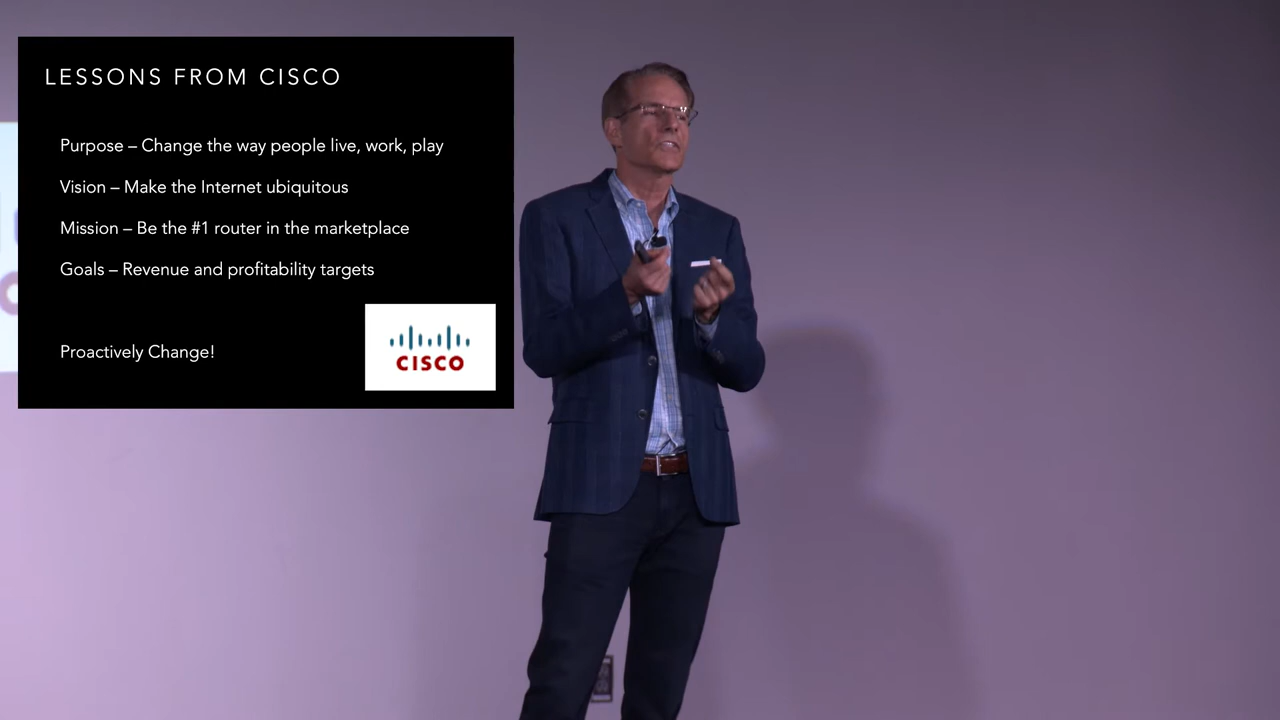 LESSONS FROM CISCO
Purpose – Change the way people live, work, play
Vision – Make the Internet ubiquitous
Mission – Be the #1 router in the marketplace
Goals – Revenue and profitability targets
Proactively Change!
CISCO